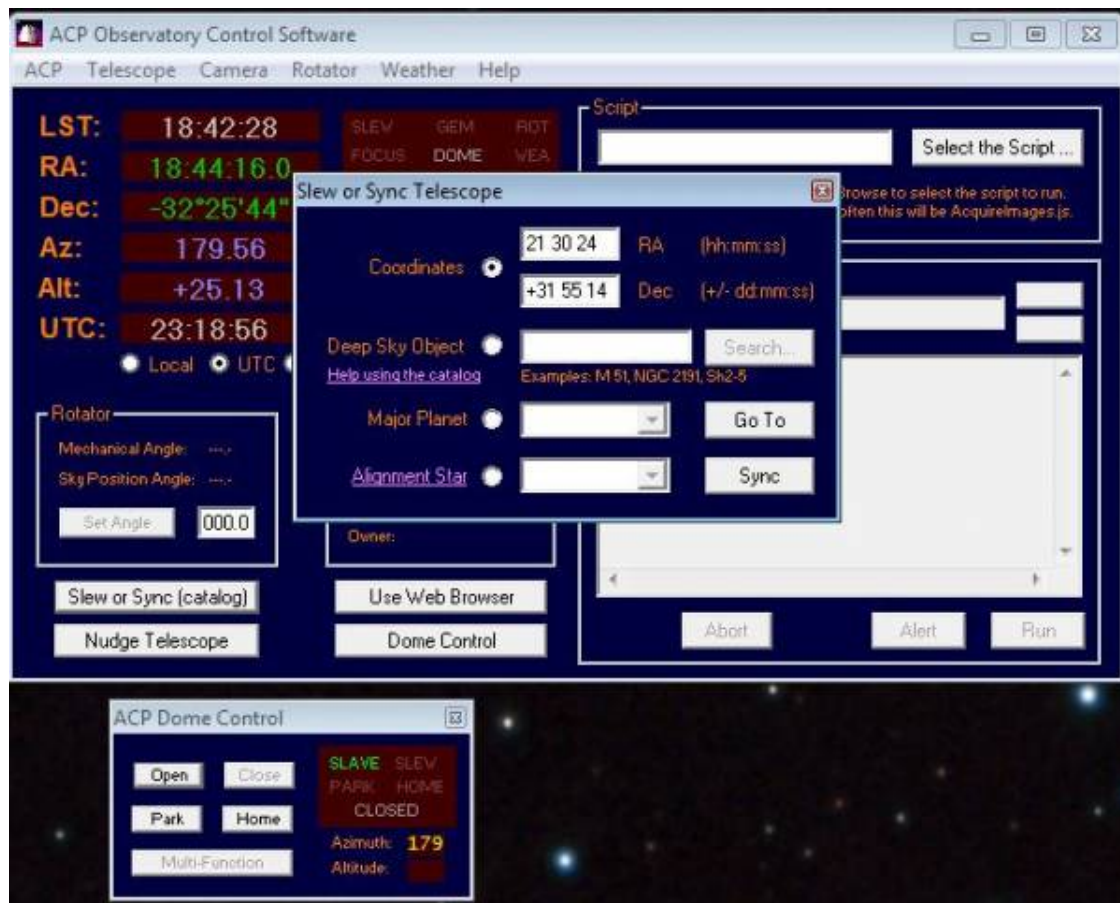 ACP Observatory Control Software
ACP Telescope Camera Rotator Weather Help
LST: 18:42:28
RA: 18:44:16.0
Dec: -32°25'44"
Az: 179.56
Alt: +25.13
UTC: 23:18:56
Local UTC
SLEW GEM ROT
FOCUS DOME WEA
Script
Select the Script ...
Browse to select the script to run.
often this will be AcquireImages.js.
Slew or Sync Telescope
Coordinates 21 30 24 RA (hh:mm:ss)
+31 55 14 Dec (+/- dd:mm:ss)
Deep Sky Object Search...
Help using the catalog Examples: M 51, NGC 2191, Sh2-5
Major Planet Go To
Alignment Star Sync
Rotator
Mechanical Angle: ---.-
Sky Position Angle: ---.-
Set Angle 000.0
Owner:
Slew or Sync (catalog) Use Web Browser
Nudge Telescope Dome Control
Abort Alert Run
ACP Dome Control
Open Close
Park Home
Multi-Function
SLAVE SLEW
PARK HOME
CLOSED
Azimuth: 179
Altitude: